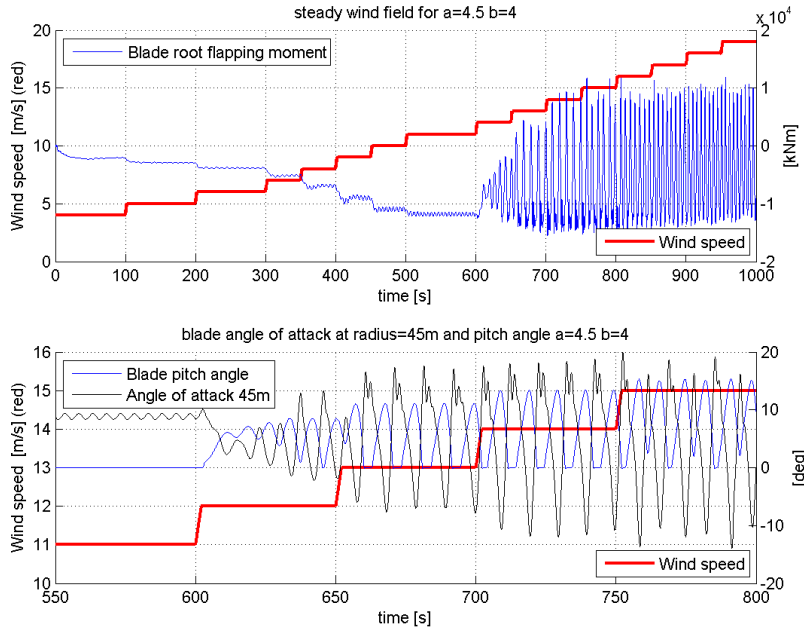 steady wind field for a=4.5 b=4
x 10^4
Blade root flapping moment
Wind speed [m/s] (red)
20
15
10
5
0
2
1
0
-1
-2
[kNm]
Wind speed
0 100 200 300 400 500 600 700 800 900 1000
time [s]
blade angle of attack at radius=45m and pitch angle a=4.5 b=4
Blade pitch angle
Angle of attack 45m
Wind speed [m/s] (red)
16
15
14
13
12
11
10
20
10
0
-10
-20
[deg]
Wind speed
550 600 650 700 750 800
time [s]